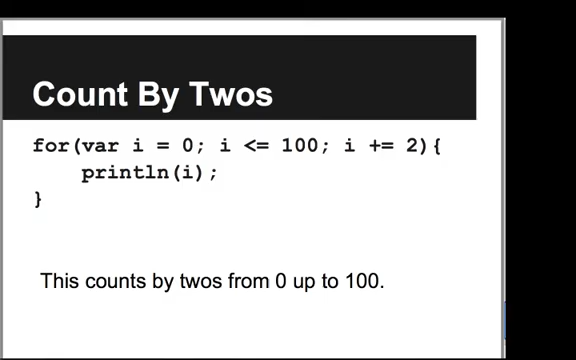 Count By Twos
for(var i = 0; i <= 100; i += 2){
    println(i);
}
This counts by twos from 0 up to 100.